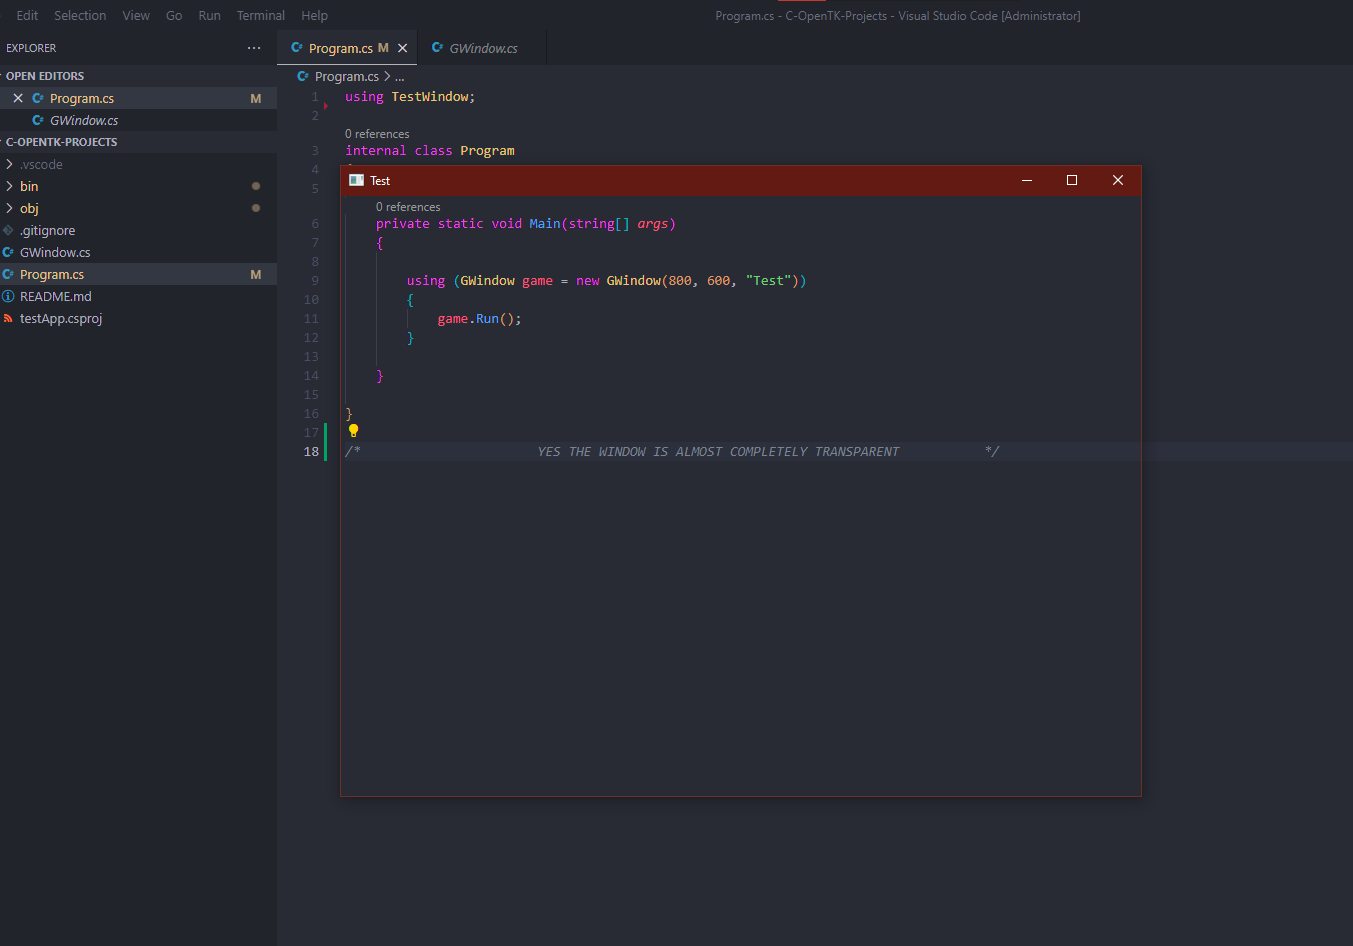 Edit Selection View Go Run Terminal Help
Program.cs - C-OpenTK-Projects - Visual Studio Code [Administrator]
EXPLORER ...
OPEN EDITORS
Program.cs M
GWindow.cs
C-OPENTK-PROJECTS
.vscode
bin
obj
.gitignore
GWindow.cs
Program.cs M
README.md
testApp.csproj
Program.cs M GWindow.cs
Program.cs > ...
1 using TestWindow;
2
0 references
3 internal class Program
4
5
Test
0 references
6 private static void Main(string[] args)
7 {
8
9 using (GWindow game = new GWindow(800, 600, "Test"))
10 {
11 game.Run();
12 }
13
14 }
15
16 }
17
18 /* YES THE WINDOW IS ALMOST COMPLETELY TRANSPARENT */